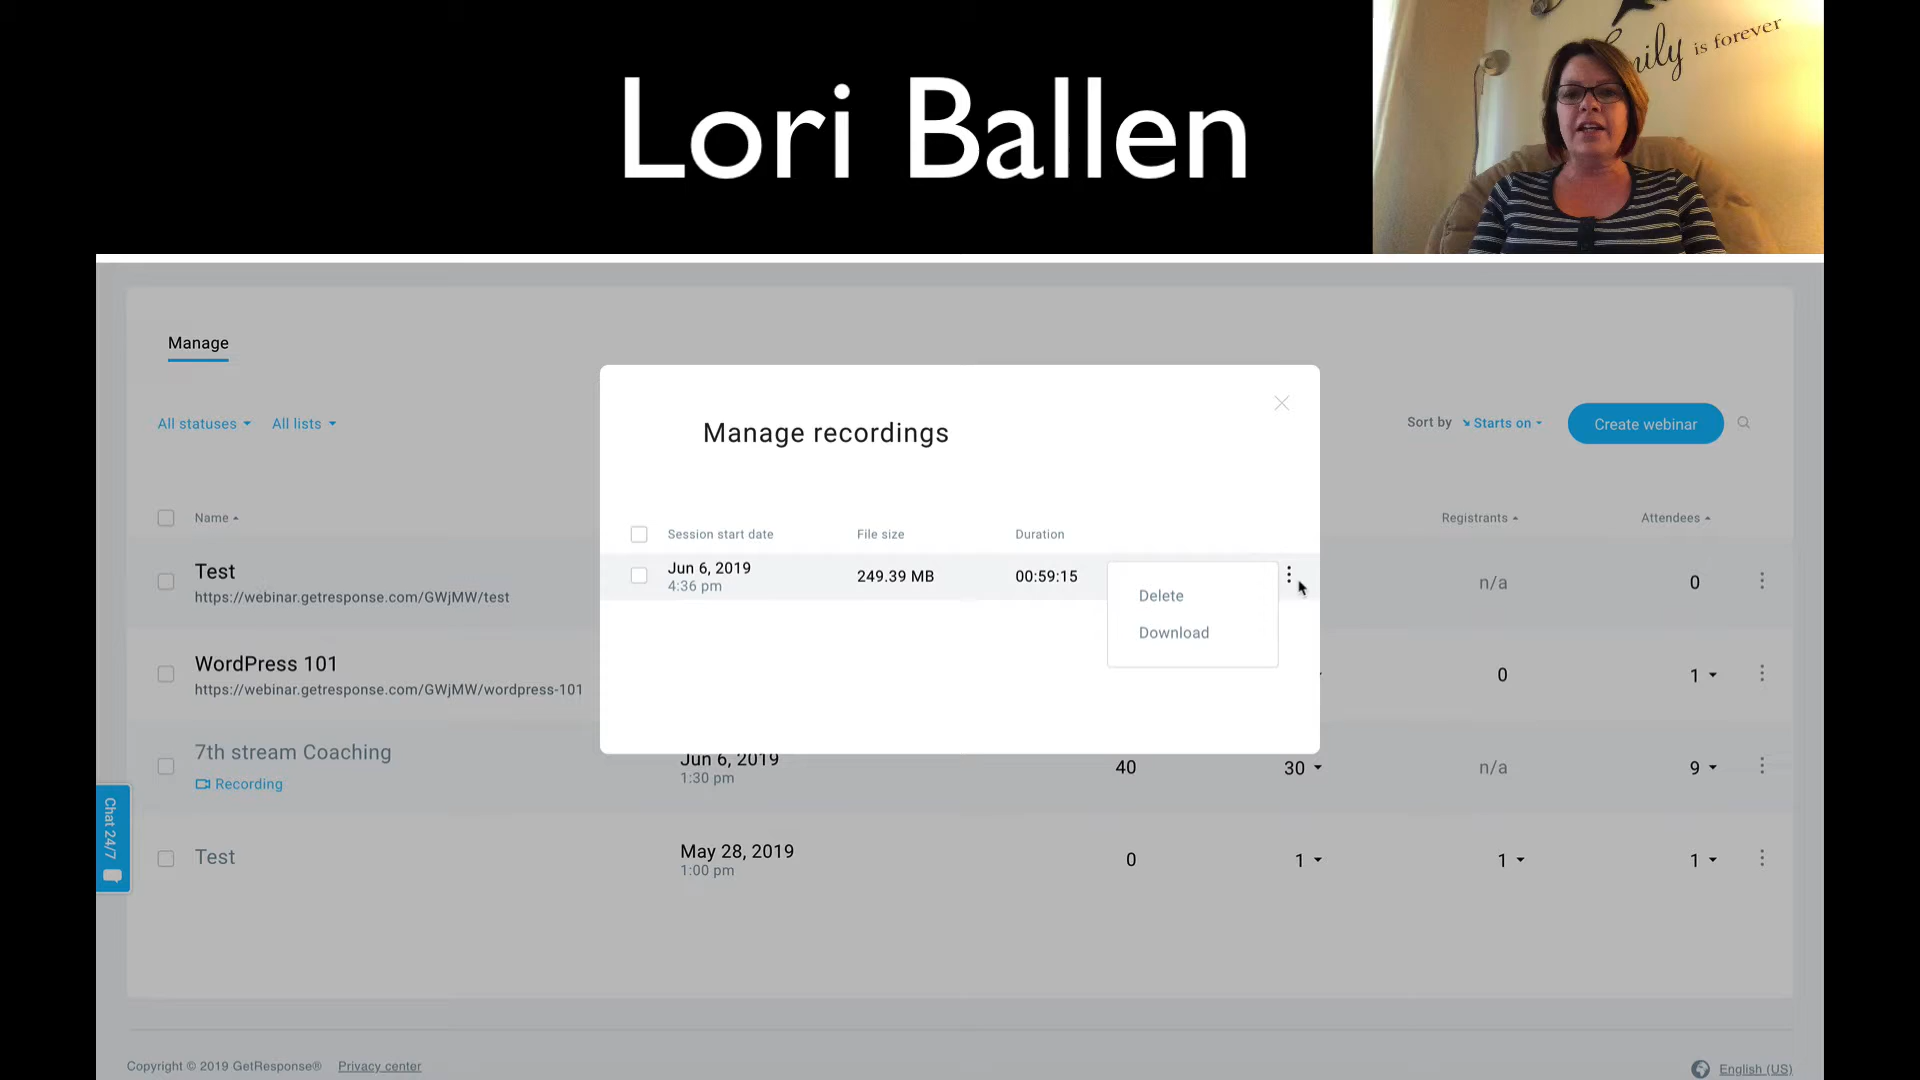 Lori Ballen
is forever
Manage
All statuses
All lists
Sort by
Starts on
Create webinar
Manage recordings
Name
Registrants
Attendees
Session start date
File size
Duration
Jun 6, 2019
4:36 pm
249.39 MB
00:59:15
Delete
Download
Test
https://webinar.getresponse.com/GWjMW/test
n/a
0
WordPress 101
https://webinar.getresponse.com/GWjMW/wordpress-101
0
1
7th stream Coaching
Recording
Jun 6, 2019
1:30 pm
40
30
n/a
9
Chat 24/7
Test
May 28, 2019
1:00 pm
0
1
1
1
Copyright © 2019 GetResponse®
Privacy center
English (US)